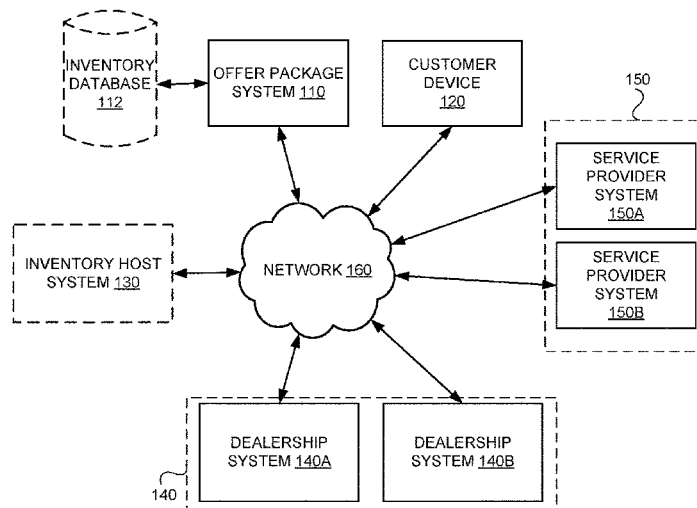 INVENTORY
DATABASE
112
OFFER PACKAGE
SYSTEM 110
CUSTOMER
DEVICE
120
150
SERVICE
PROVIDER
SYSTEM
150A
SERVICE
PROVIDER
SYSTEM
150B
INVENTORY HOST
SYSTEM 130
NETWORK 160
DEALERSHIP
SYSTEM 140A
DEALERSHIP
SYSTEM 140B
140